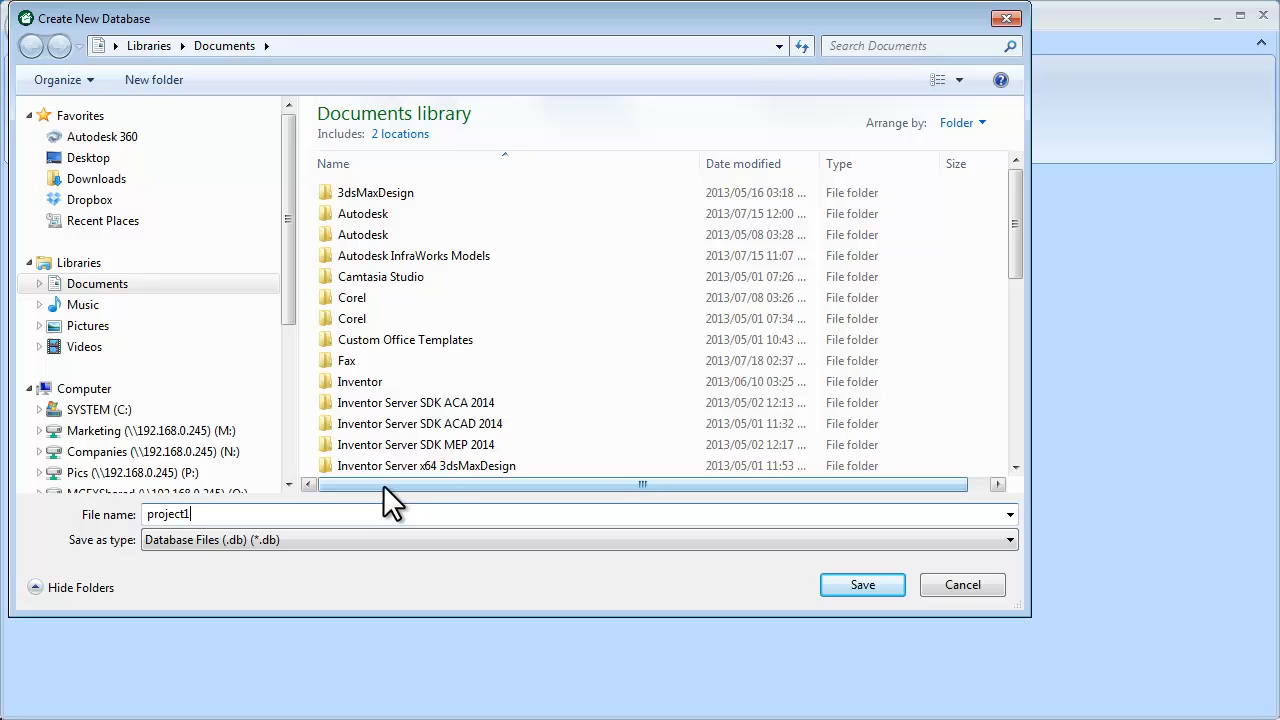 Create New Database
Libraries Documents
Search Documents
Organize New folder
Favorites
Autodesk 360
Desktop
Downloads
Dropbox
Recent Places
Libraries
Documents
Music
Pictures
Videos
Computer
SYSTEM (C:)
Marketing (\\192.168.0.245) (M:)
Companies (\\192.168.0.245) (N:)
Pics (\\192.168.0.245) (P:)
Documents library
Includes: 2 locations
Arrange by: Folder
Name Date modified Type Size
3dsMaxDesign 2013/05/16 03:18 ... File folder
Autodesk 2013/07/15 12:00 ... File folder
Autodesk 2013/05/08 03:28 ... File folder
Autodesk InfraWorks Models 2013/07/15 11:07 ... File folder
Camtasia Studio 2013/05/01 07:26 ... File folder
Corel 2013/07/08 03:26 ... File folder
Corel 2013/05/01 07:34 ... File folder
Custom Office Templates 2013/05/01 10:43 ... File folder
Fax 2013/07/18 02:37 ... File folder
Inventor 2013/06/10 03:25 ... File folder
Inventor Server SDK ACA 2014 2013/05/02 12:13 ... File folder
Inventor Server SDK ACAD 2014 2013/05/01 11:32 ... File folder
Inventor Server SDK MEP 2014 2013/05/02 12:17 ... File folder
Inventor Server x64 3dsMaxDesign 2013/05/01 11:53 ... File folder
File name: project1
Save as type: Database Files (.db) (*.db)
Hide Folders
Save Cancel